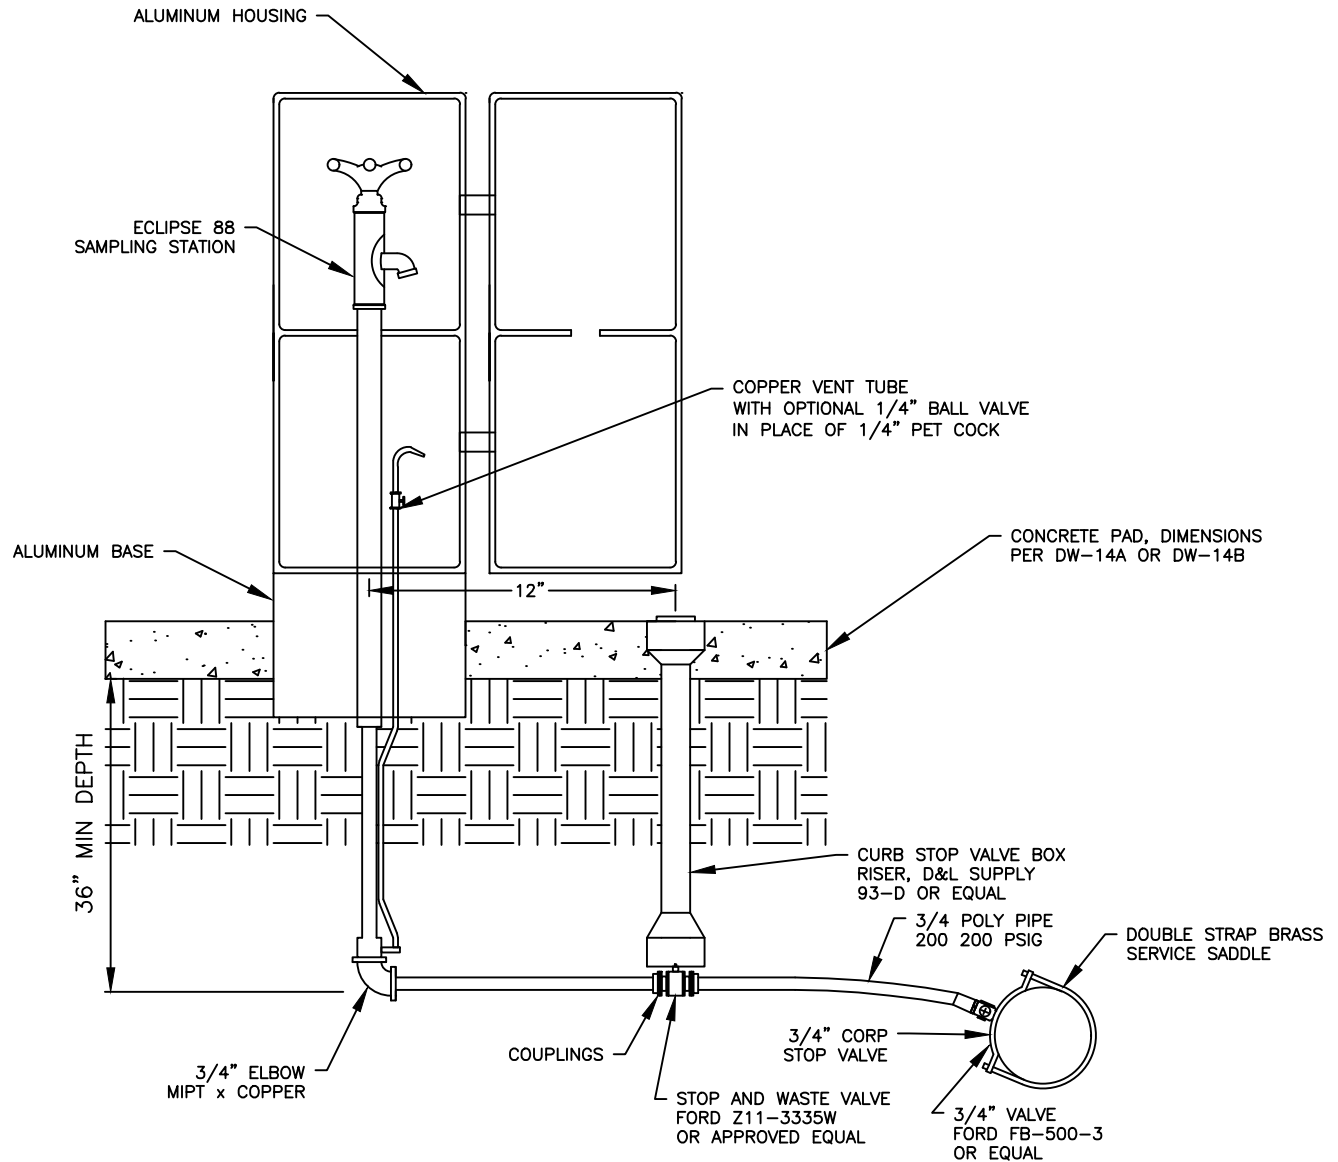 ALUMINUM HOUSING
ECLIPSE 88
SAMPLING STATION
COPPER VENT TUBE
WITH OPTIONAL 1/4” BALL VALVE
IN PLACE OF 1/4” PET COCK
ALUMINUM BASE
CONCRETE PAD, DIMENSIONS
PER DW-14A OR DW-14B
12”
36” MIN DEPTH
CURB STOP VALVE BOX
RISER, D&L SUPPLY
93-D OR EQUAL
3/4 POLY PIPE
200 200 PSIG
DOUBLE STRAP BRASS
SERVICE SADDLE
3/4” CORP
STOP VALVE
COUPLINGS
3/4” ELBOW
MIPT x COPPER
STOP AND WASTE VALVE
FORD Z11-3335W
OR APPROVED EQUAL
3/4” VALVE
FORD FB-500-3
OR EQUAL